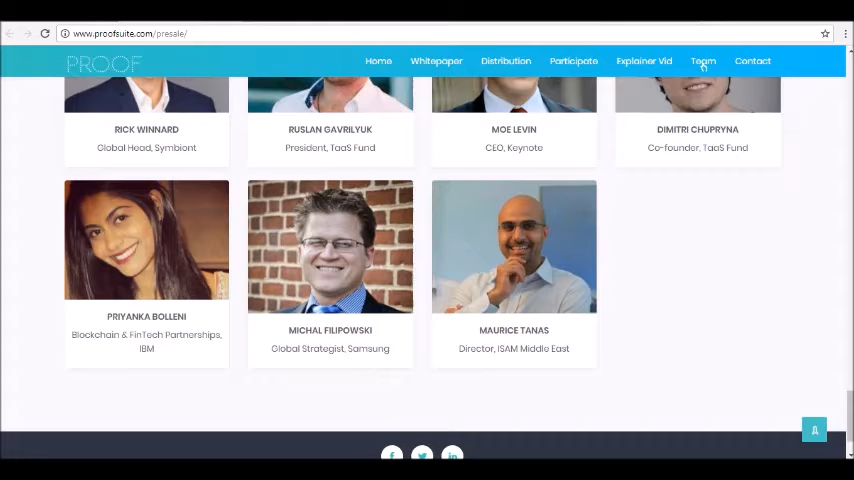 www.proofsuite.com/presale/
PROOF
Home Whitepaper Distribution Participate Explainer Vid Team Contact
RICK WINNARD
Global Head, Symbiont
RUSLAN GAVRILYUK
President, TaaS Fund
MOE LEVIN
CEO, Keynote
DIMITRI CHUPRYNA
Co-founder, TaaS Fund
PRIYANKA BOLLENI
Blockchain & FinTech Partnerships,
IBM
MICHAL FILIPOWSKI
Global Strategist, Samsung
MAURICE TANAS
Director, ISAM Middle East